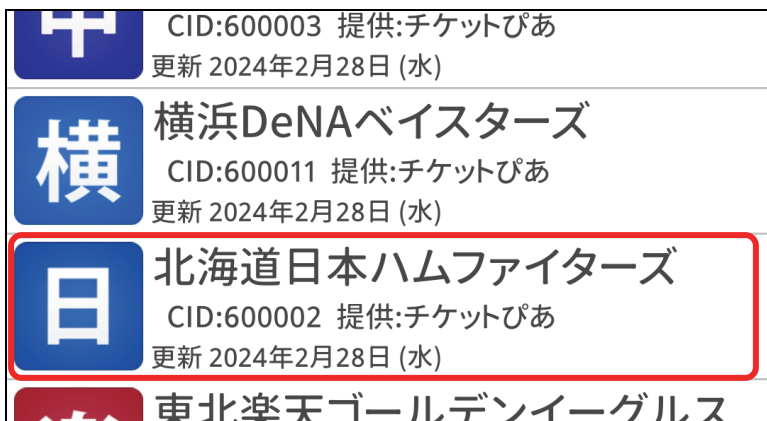 中
CID:600003 提供:チケットぴあ
更新 2024年2月28日 (水)
横
横浜DeNAベイスターズ
CID:600011 提供:チケットぴあ
更新 2024年2月28日 (水)
日
北海道日本ハムファイターズ
CID:600002 提供:チケットぴあ
更新 2024年2月28日 (水)
楽
東北楽天ゴールデンイーグルス